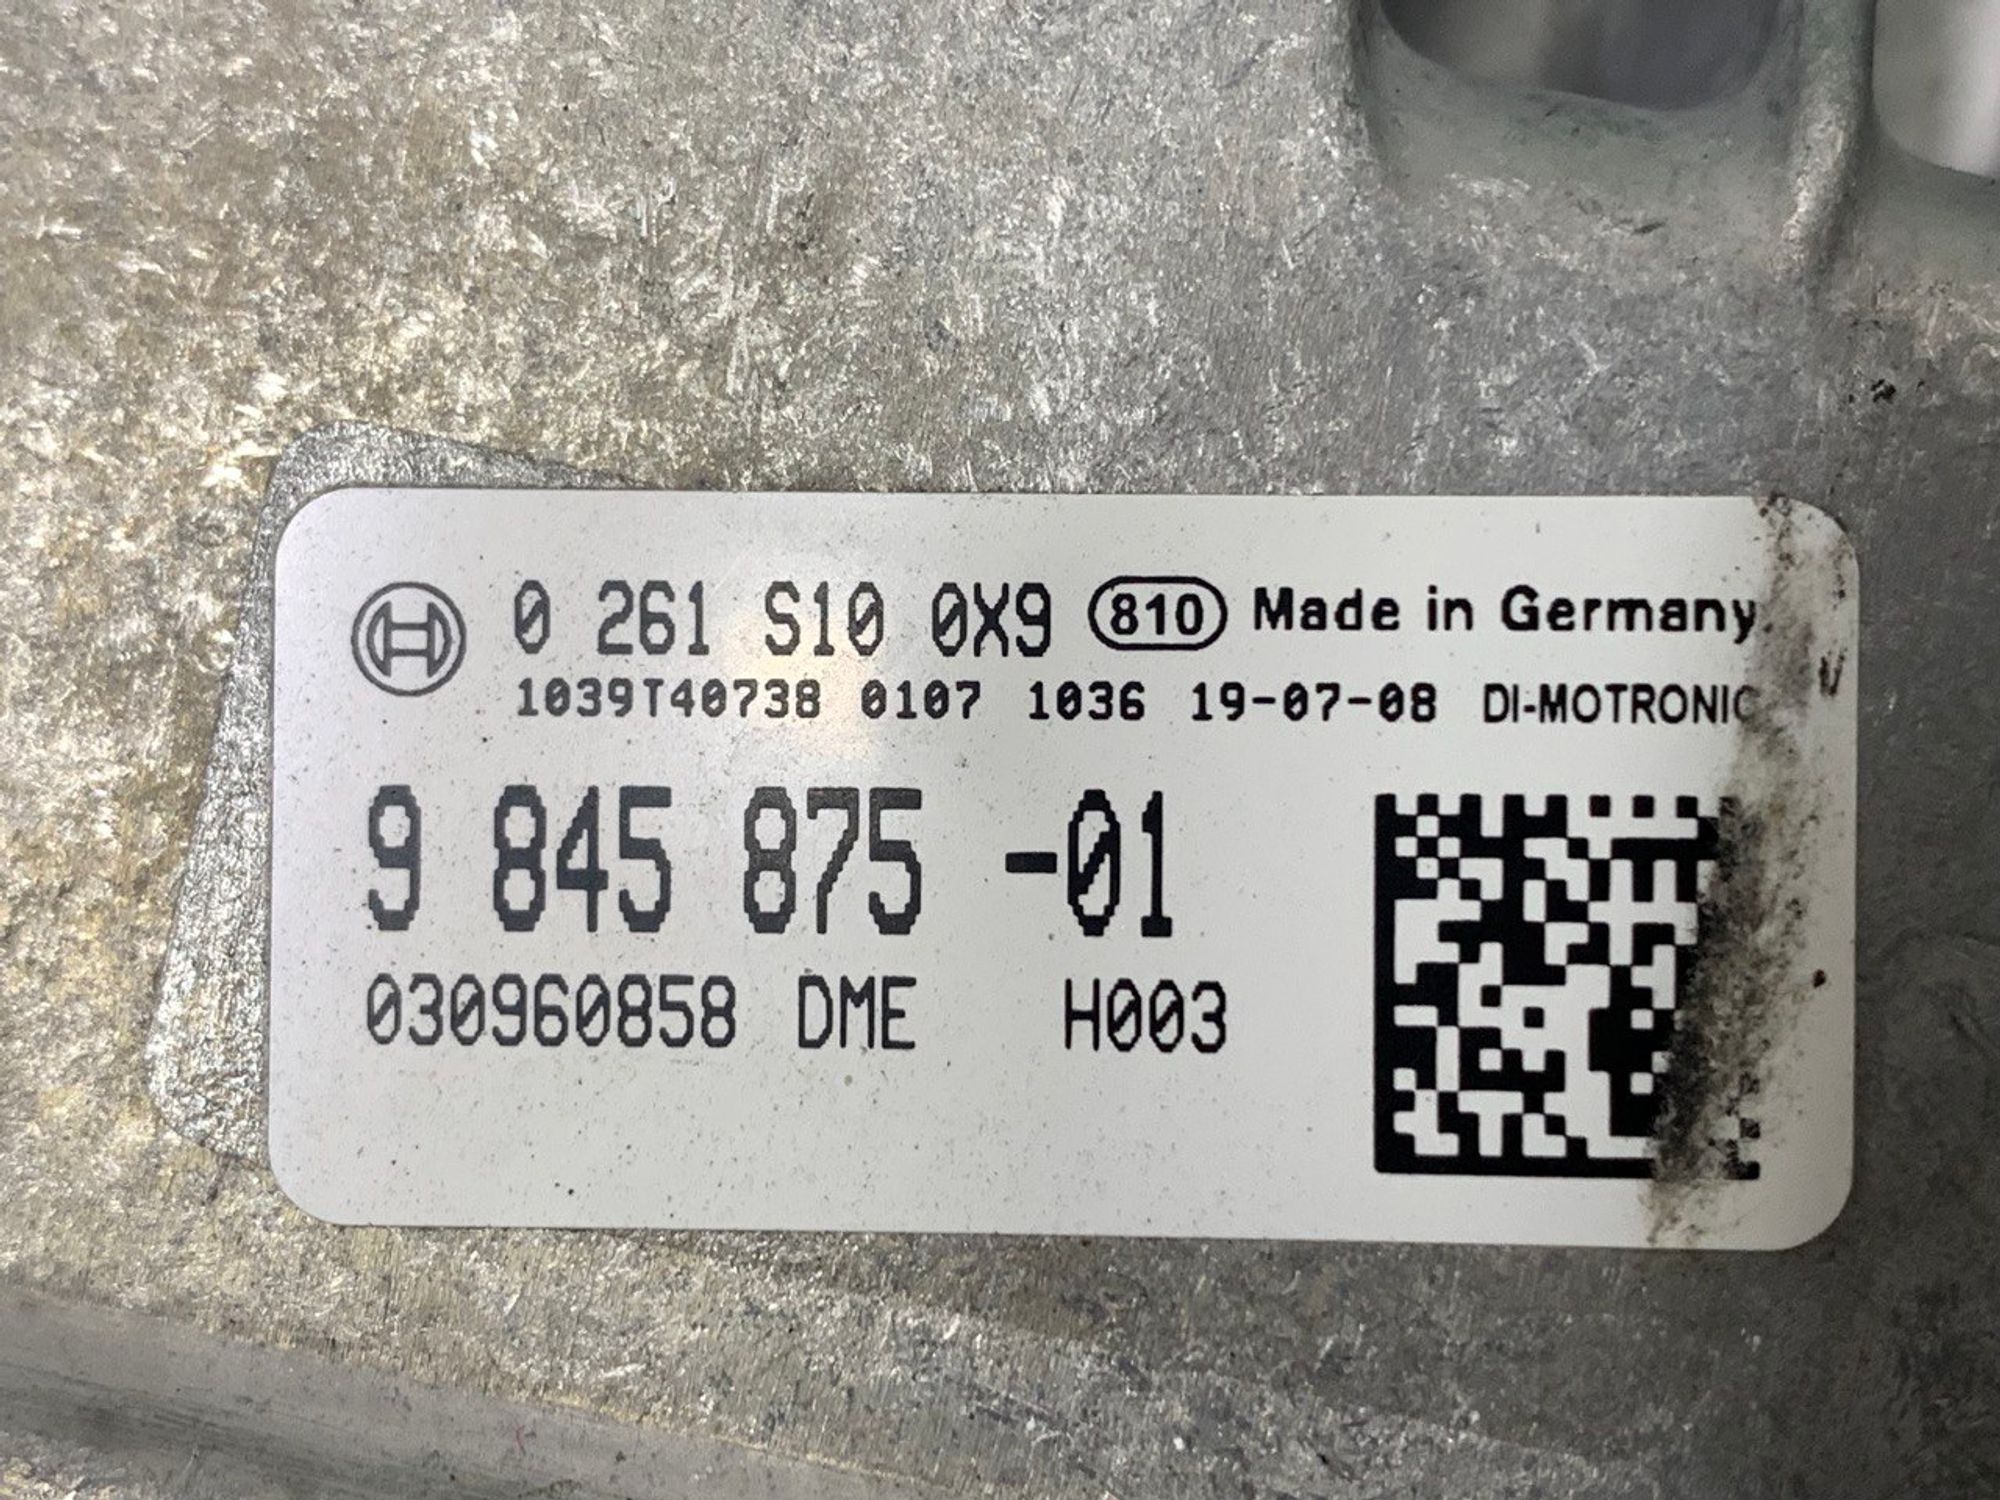 0 261 S10 0X9 810 Made in Germany
1039T40738 0107 1036 19-07-08 DI-MOTRONIC
9 845 875 -01
030960858 DME H003